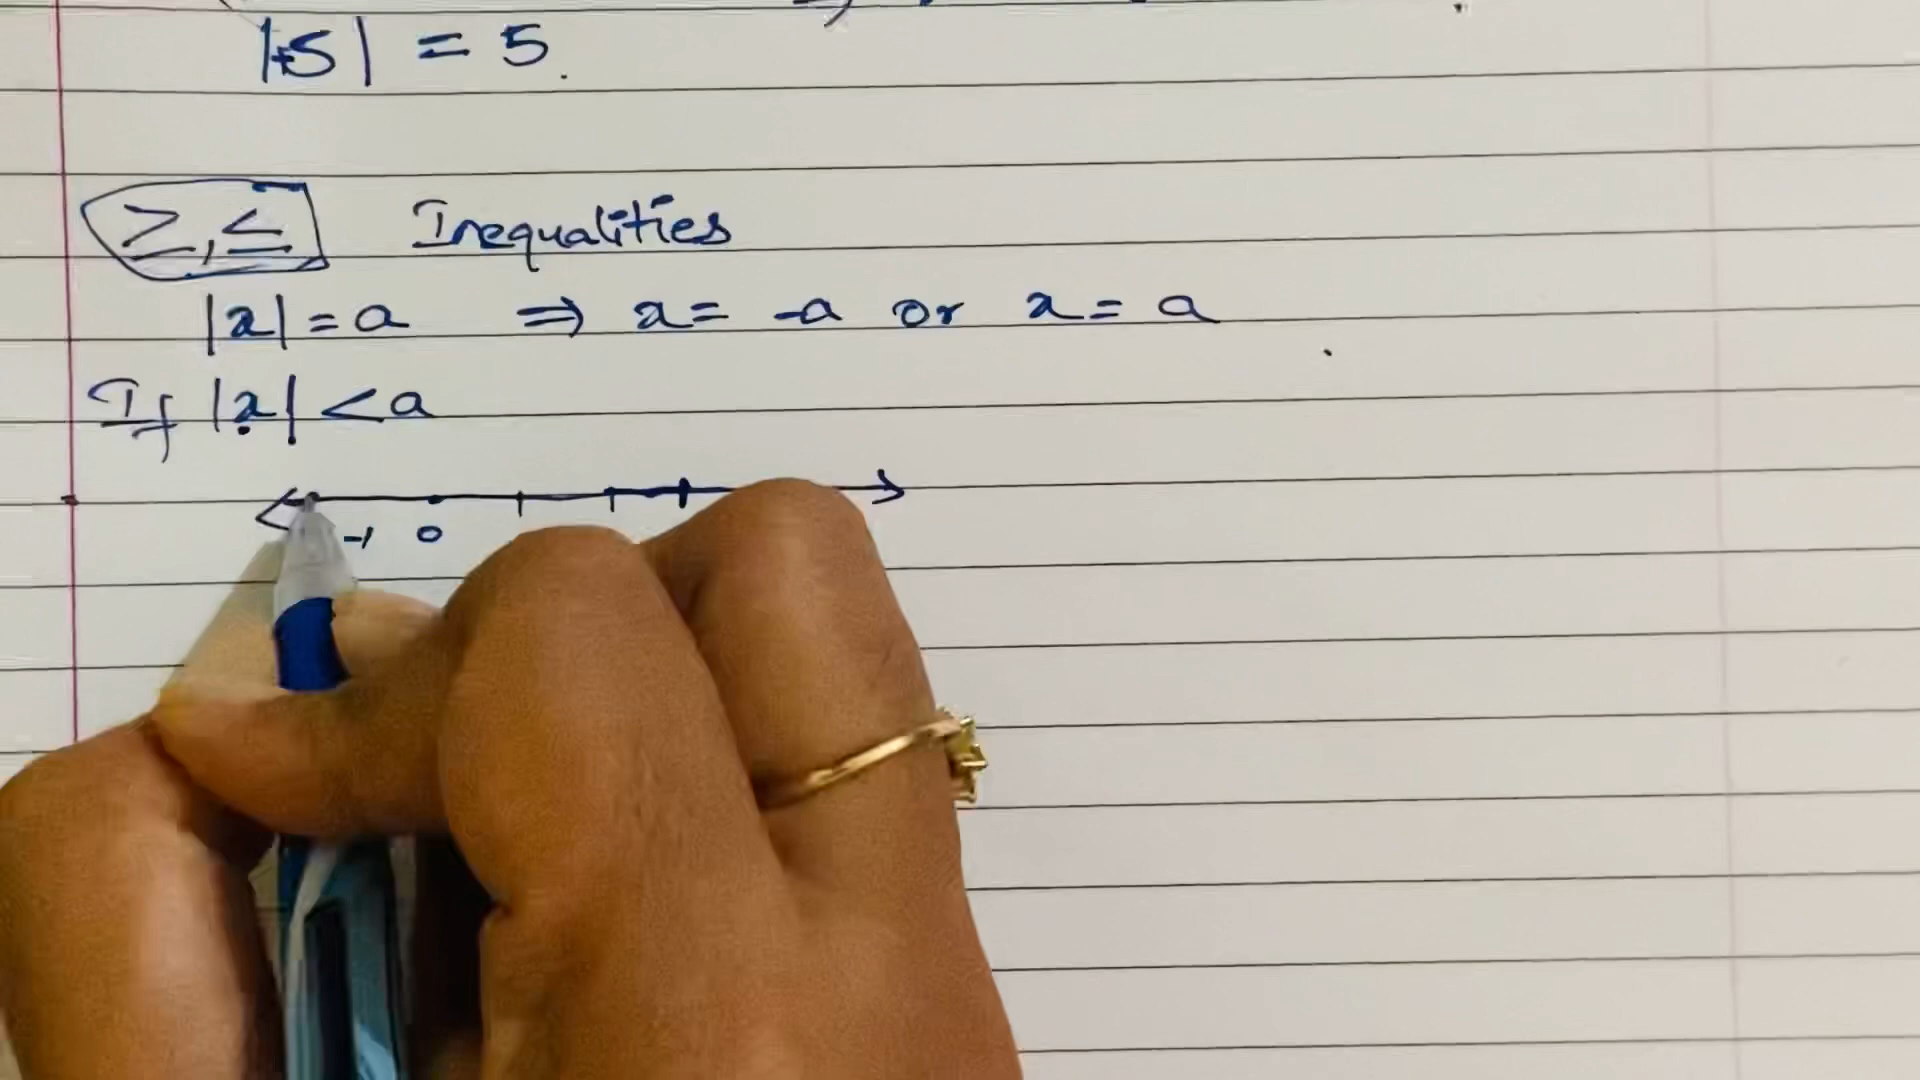 |+5| = 5.
≥, ≤ Inequalities
|x| = a ⇒ x = -a or x = a
If |x| < a
-1 0